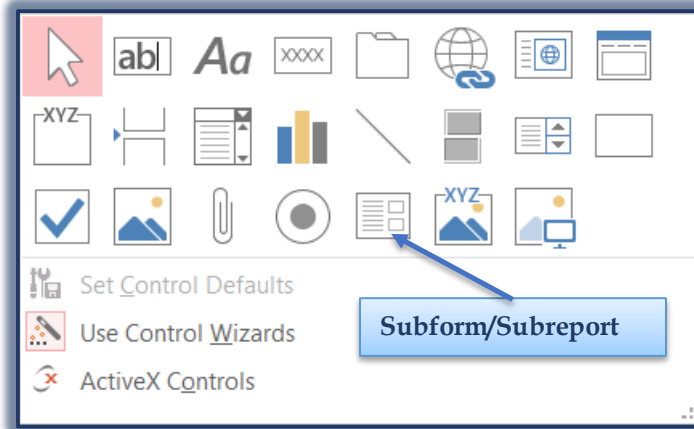 ab
Aa
XXXX
XYZ
XYZ
Set Control Defaults
Use Control Wizards
Subform/Subreport
ActiveX Controls